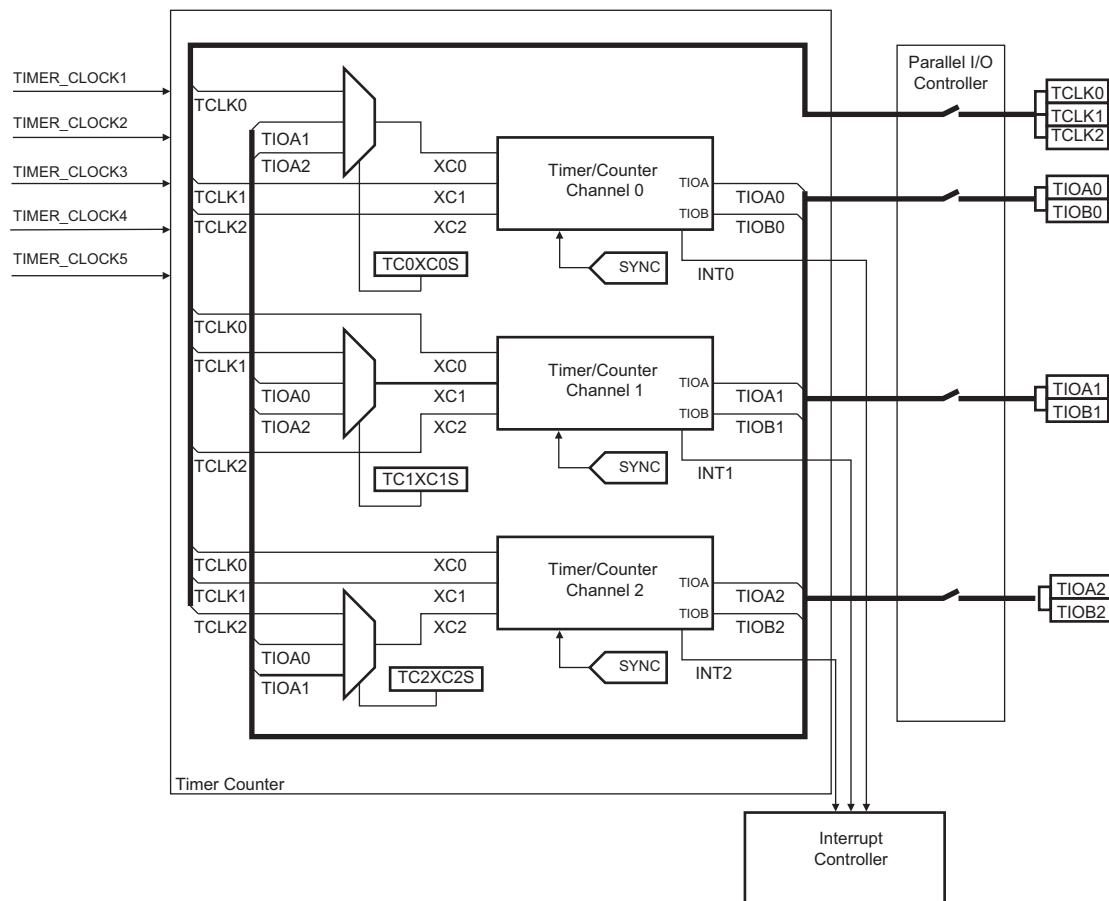 TIMER_CLOCK1
TIMER_CLOCK2
TIMER_CLOCK3
TIMER_CLOCK4
TIMER_CLOCK5
TCLK0
TIOA1
TIOA2
TCLK1
TCLK2
XC0
XC1
XC2
TC0XC0S
Timer/Counter
Channel 0
TIOA
TIOB
TIOA0
TIOB0
SYNC
INT0
TCLK0
TCLK1
TIOA0
TIOA2
TCLK2
XC0
XC1
XC2
TC1XC1S
Timer/Counter
Channel 1
TIOA
TIOB
TIOA1
TIOB1
SYNC
INT1
TCLK0
TCLK1
TCLK2
TIOA0
TIOA1
XC0
XC1
XC2
TC2XC2S
Timer/Counter
Channel 2
TIOA
TIOB
TIOA2
TIOB2
SYNC
INT2
Timer Counter
Parallel I/O
Controller
TCLK0
TCLK1
TCLK2
TIOA0
TIOB0
TIOA1
TIOB1
TIOA2
TIOB2
Interrupt
Controller